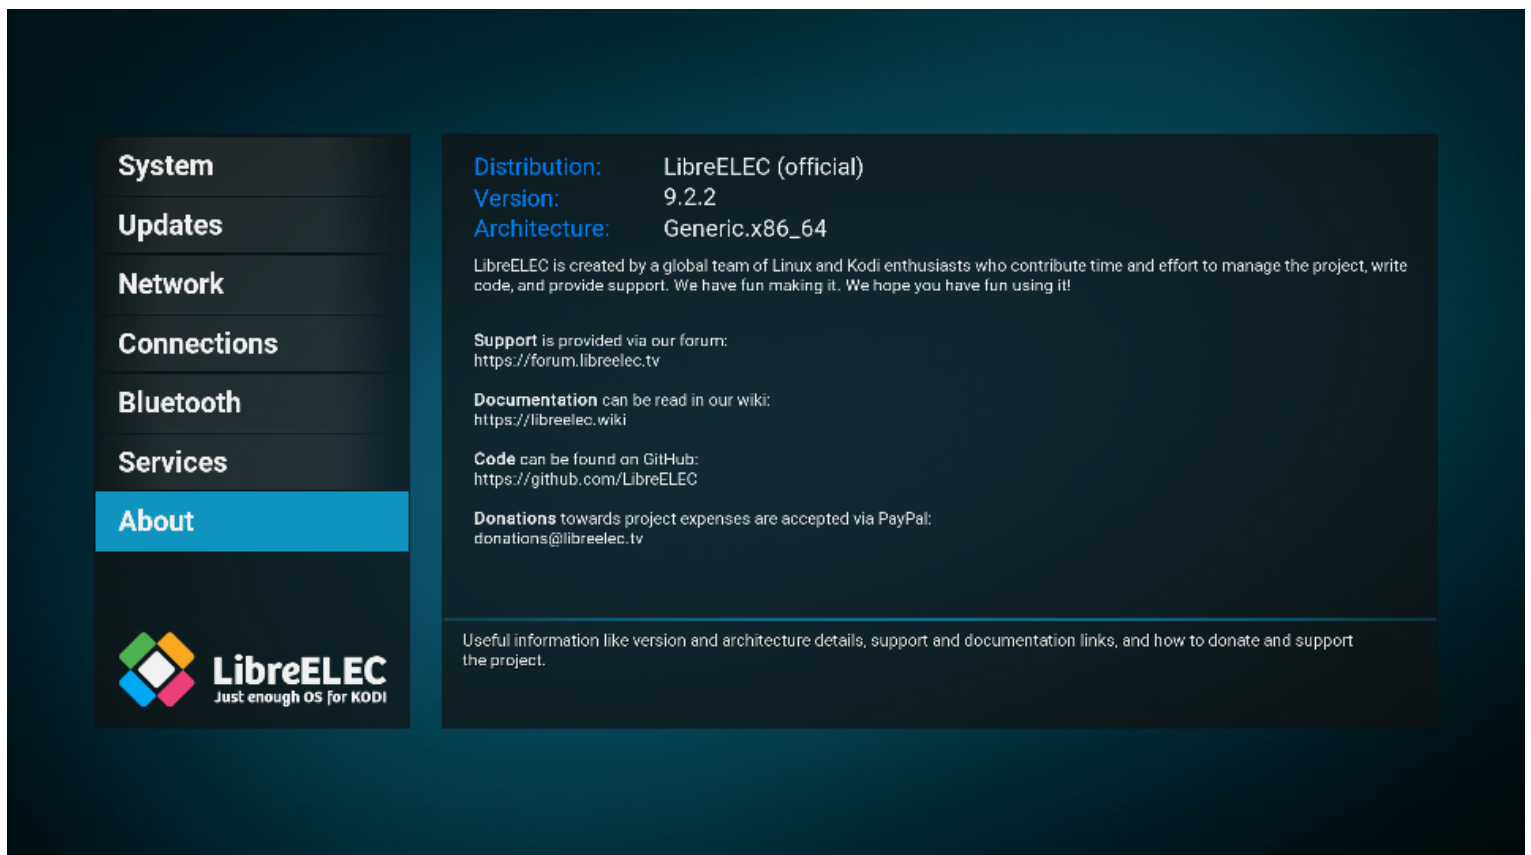 System
Updates
Network
Connections
Bluetooth
Services
About
LibreELEC
Just enough OS for KODI
Distribution: LibreELEC (official)
Version: 9.2.2
Architecture: Generic.x86_64
LibreELEC is created by a global team of Linux and Kodi enthusiasts who contribute time and effort to manage the project, write
code, and provide support. We have fun making it. We hope you have fun using it!
Support is provided via our forum:
https://forum.libreelec.tv
Documentation can be read in our wiki:
https://libreelec.wiki
Code can be found on GitHub:
https://github.com/LibreELEC
Donations towards project expenses are accepted via PayPal:
donations@libreelec.tv
Useful information like version and architecture details, support and documentation links, and how to donate and support
the project.